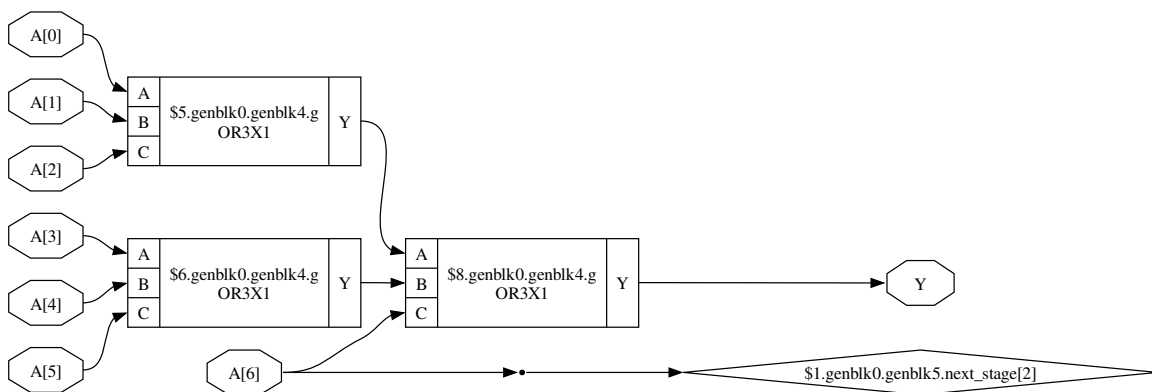 A[0]
A[1]
A[2]
A
B
C
$5.genblk0.genblk4.g
OR3X1
Y
A[3]
A[4]
A[5]
A
B
C
$6.genblk0.genblk4.g
OR3X1
Y
A
B
C
$8.genblk0.genblk4.g
OR3X1
Y
Y
A[6]
$1.genblk0.genblk5.next_stage[2]